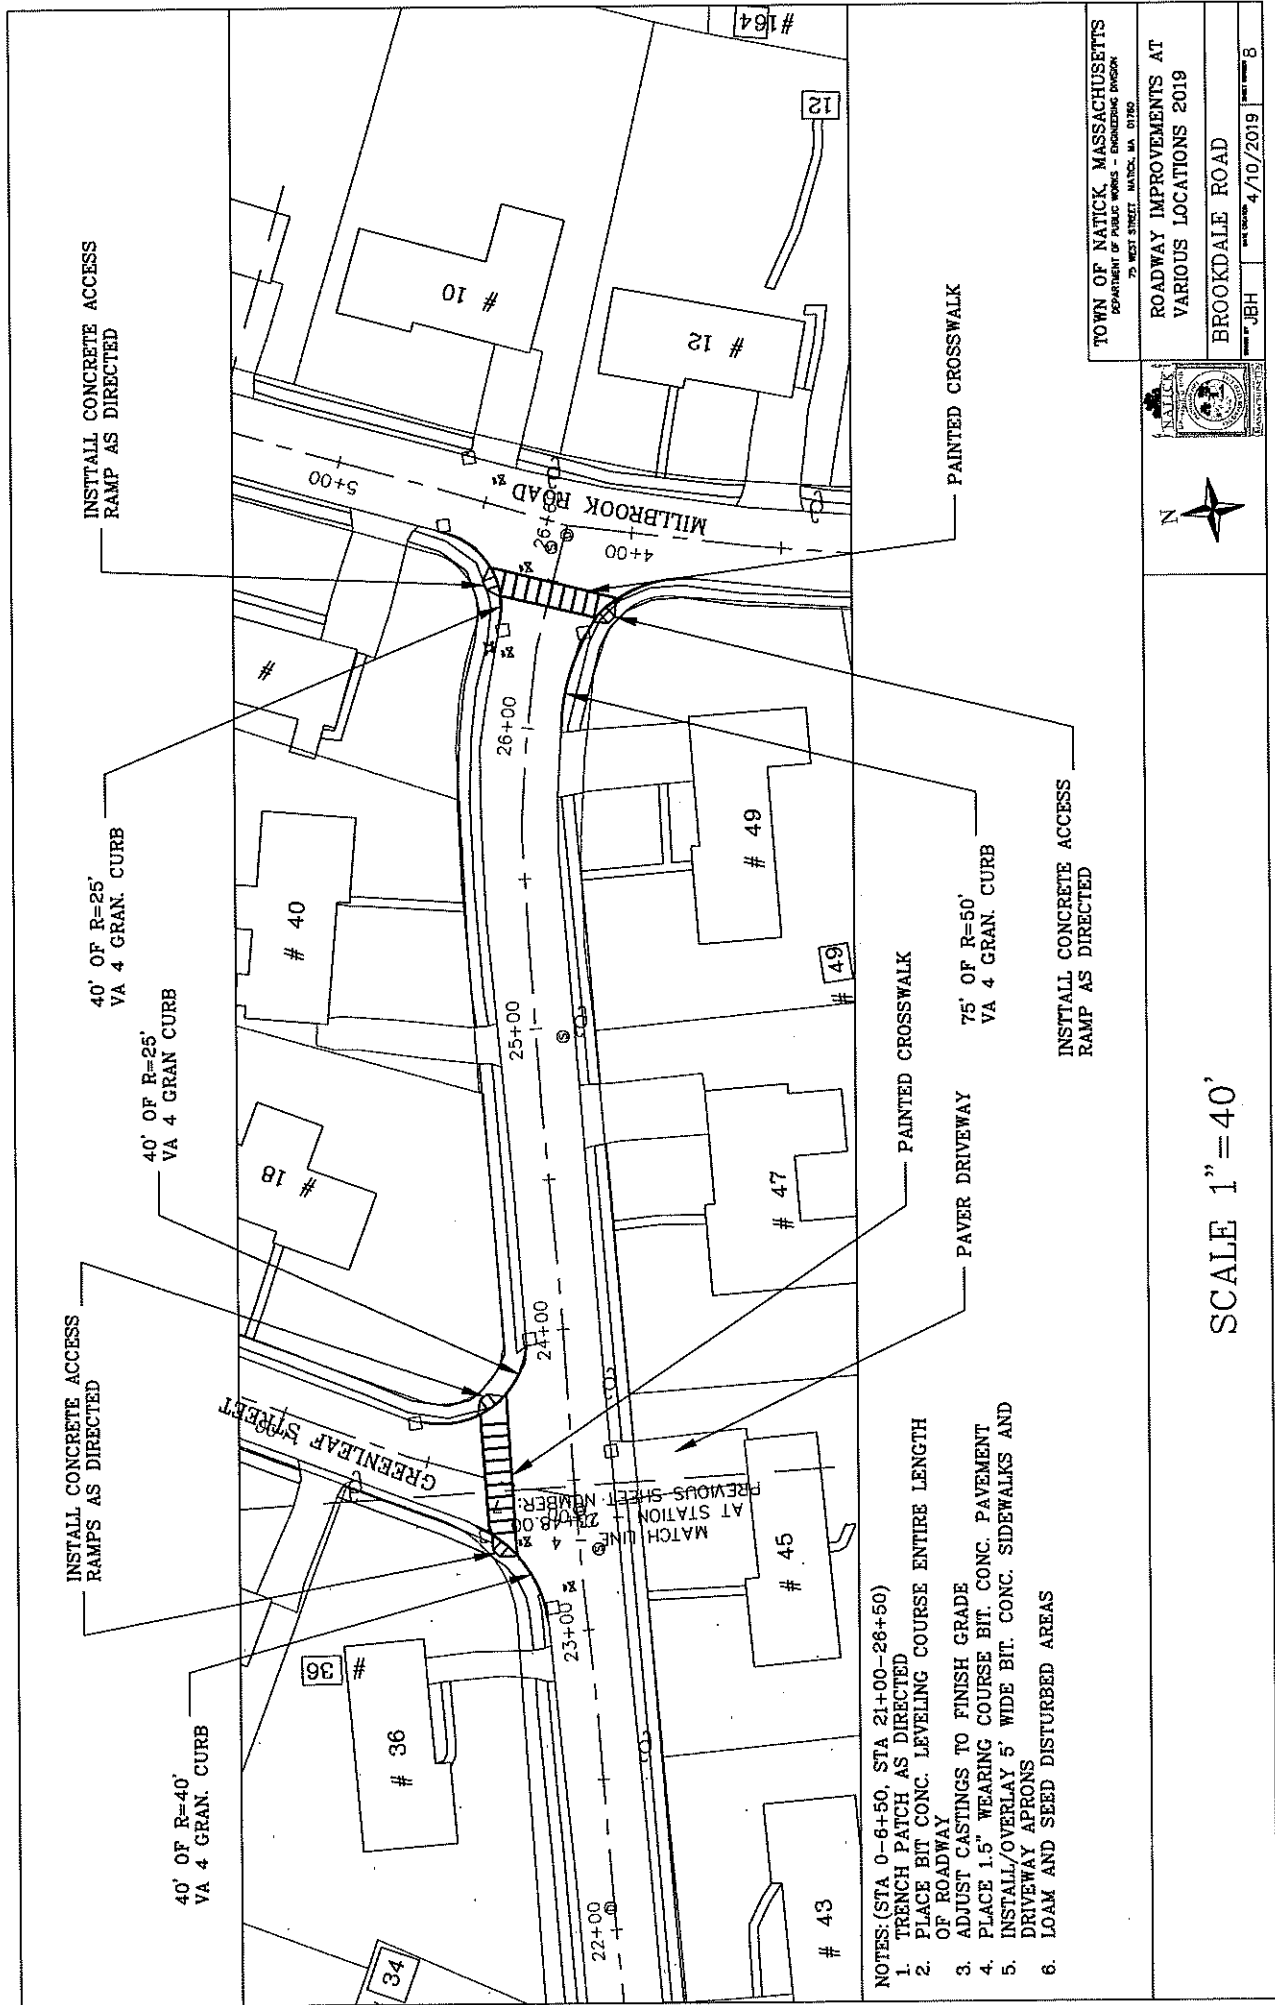 INSTTALL CONCRETE ACCESS
RAMP AS DIRECTED
40' OF R=25'
VA 4 GRAN. CURB
40' OF R=25'
VA 4 GRAN CURB
INSTALL CONCRETE ACCESS
RAMPS AS DIRECTED
40' OF R=40'
VA 4 GRAN. CURB
34
# 36
36
#
# 18
# 40
#
# 10
# 12
12
#164
GREENLEAF STREET
MILLBROOK ROAD
22+00
23+00
24+00
25+00
26+00
4+00
5+00
MATCH LINE - 4
AT STATION -
PREVIOUS SHEET NUMBER: 7
# 43
# 45
# 47
# 49
# 49
PAVER DRIVEWAY
PAINTED CROSSWALK
75' OF R=50'
VA 4 GRAN. CURB
INSTTALL CONCRETE ACCESS
RAMP AS DIRECTED
PAINTED CROSSWALK
NOTES:(STA 0-6+50, STA 21+00-26+50)
1. TRENCH PATCH AS DIRECTED
2. PLACE BIT CONC. LEVELING COURSE ENTIRE LENGTH
OF ROADWAY
3. ADJUST CASTINGS TO FINISH GRADE
4. PLACE 1.5" WEARING COURSE BIT. CONC. PAVEMENT
5. INSTALL/OVERLAY 5' WIDE BIT. CONC. SIDEWALKS AND
DRIVEWAY APRONS
6. LOAM AND SEED DISTURBED AREAS
SCALE 1"=40'
N
NATICK
TOWN OF NATICK, MASSACHUSETTS
DEPARTMENT OF PUBLIC WORKS - ENGINEERING DIVISION
75 WEST STREET NATICK, MA 01760
ROADWAY IMPROVEMENTS AT
VARIOUS LOCATIONS 2019
BROOKDALE ROAD
JBH
4/10/2019
8